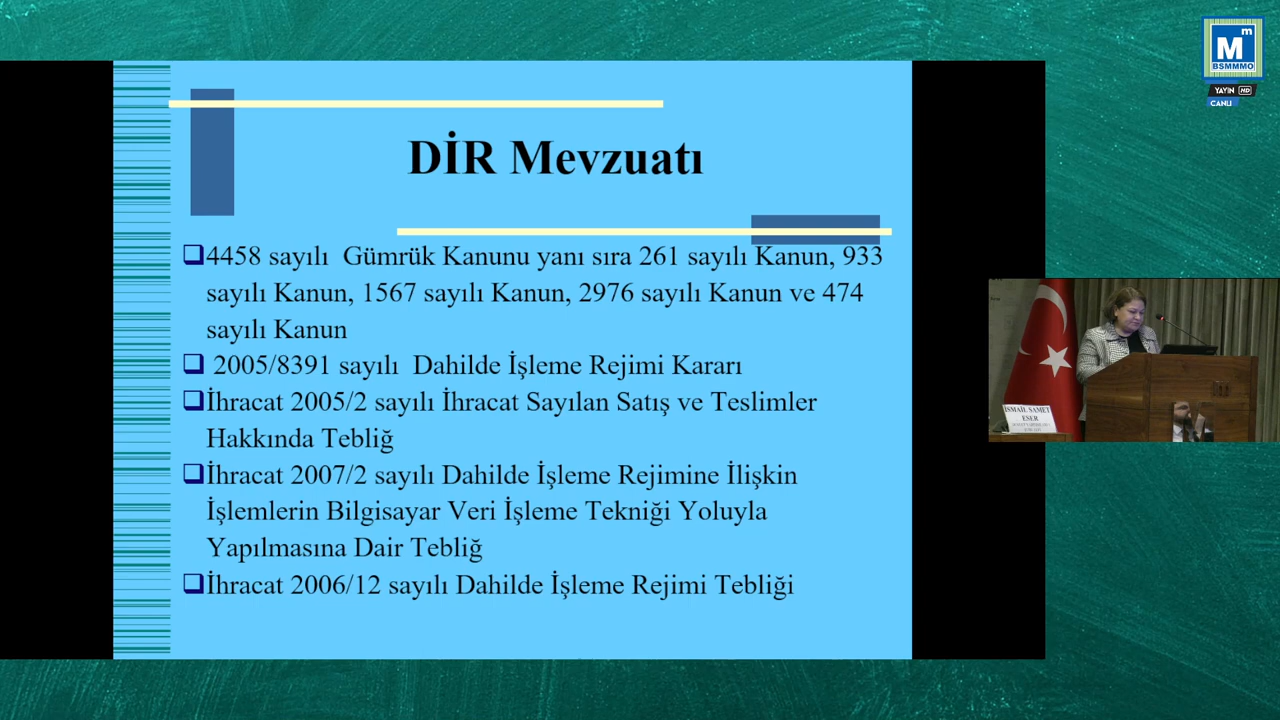 M m
BSMMMO
YAYIN HD
CANLI
DİR Mevzuatı
4458 sayılı Gümrük Kanunu yanı sıra 261 sayılı Kanun, 933
sayılı Kanun, 1567 sayılı Kanun, 2976 sayılı Kanun ve 474
sayılı Kanun
2005/8391 sayılı Dahilde İşleme Rejimi Kararı
İhracat 2005/2 sayılı İhracat Sayılan Satış ve Teslimler
Hakkında Tebliğ
İhracat 2007/2 sayılı Dahilde İşleme Rejimine İlişkin
İşlemlerin Bilgisayar Veri İşleme Tekniği Yoluyla
Yapılmasına Dair Tebliğ
İhracat 2006/12 sayılı Dahilde İşleme Rejimi Tebliği
İSMAİL SAMET
ESER